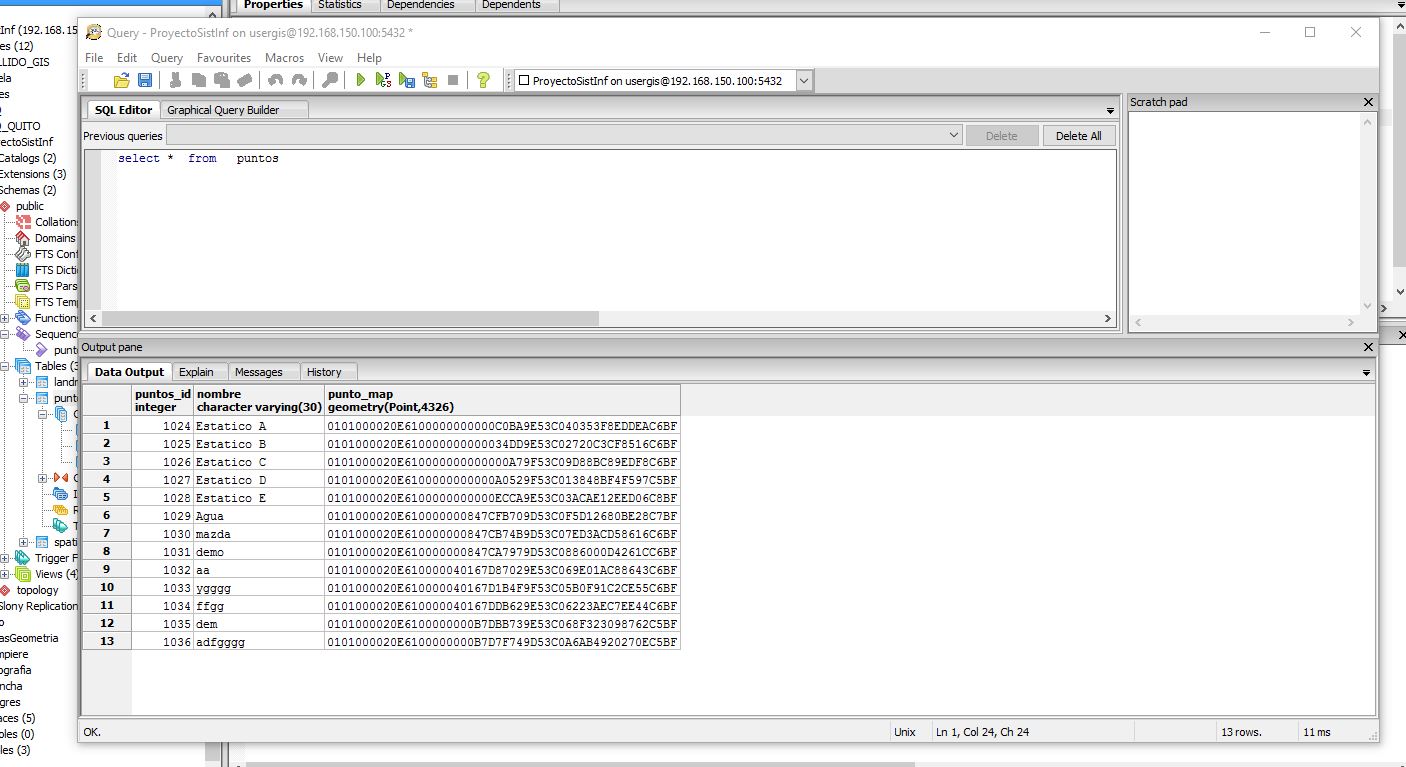 Properties Statistics Dependencies Dependents
Inf (192.168.15
es (12)
LLIDO_GIS
ela
es
_QUITO
yectoSistInf
Catalogs (2)
Extensions (3)
Schemas (2)
public
Collation
Domains
FTS Conf
FTS Dicti
FTS Pars
FTS Temp
Functions
Sequenc
punt
Tables (3
landr
punt
spati
Trigger F
Views (4)
topology
Slony Replication
asGeometria
mpiere
ografia
ncha
gres
aces (5)
oles (0)
les (3)
Query - ProyectoSistInf on usergis@192.168.150.100:5432 *
File Edit Query Favourites Macros View Help
ProyectoSistInf on usergis@192.168.150.100:5432
SQL Editor Graphical Query Builder
Previous queries Delete Delete All
select * from puntos
Scratch pad
Output pane
Data Output Explain Messages History
puntos_id nombre punto_map
integer character varying(30) geometry(Point,4326)
1 1024 Estatico A 0101000020E6100000000000C0BA9E53C040353F8EDDEAC6BF
2 1025 Estatico B 0101000020E610000000000034DD9E53C02720C3CF8516C6BF
3 1026 Estatico C 0101000020E6100000000000000A79F53C09D88BC89EDF8C6BF
4 1027 Estatico D 0101000020E6100000000000A0529F53C013848BF4F597C5BF
5 1028 Estatico E 0101000020E6100000000000ECCA9E53C03ACAE12EED06C8BF
6 1029 Agua 0101000020E610000000847CFB709D53C0F5D12680BE28C7BF
7 1030 mazda 0101000020E610000000847CB74B9D53C07ED3ACD58616C6BF
8 1031 demo 0101000020E610000000847CA7979D53C0886000D4261CC6BF
9 1032 aa 0101000020E610000040167D87029E53C069E01AC88643C6BF
10 1033 ygggg 0101000020E610000040167D1B4F9F53C05B0F91C2CE55C6BF
11 1034 ffgg 0101000020E610000040167DDB629E53C06223AEC7EE44C6BF
12 1035 dem 0101000020E6100000000B7DBB739E53C068F323098762C5BF
13 1036 adfgggg 0101000020E6100000000B7D7F749D53C0A6AB4920270EC5BF
OK. Unix Ln 1, Col 24, Ch 24 13 rows. 11 ms